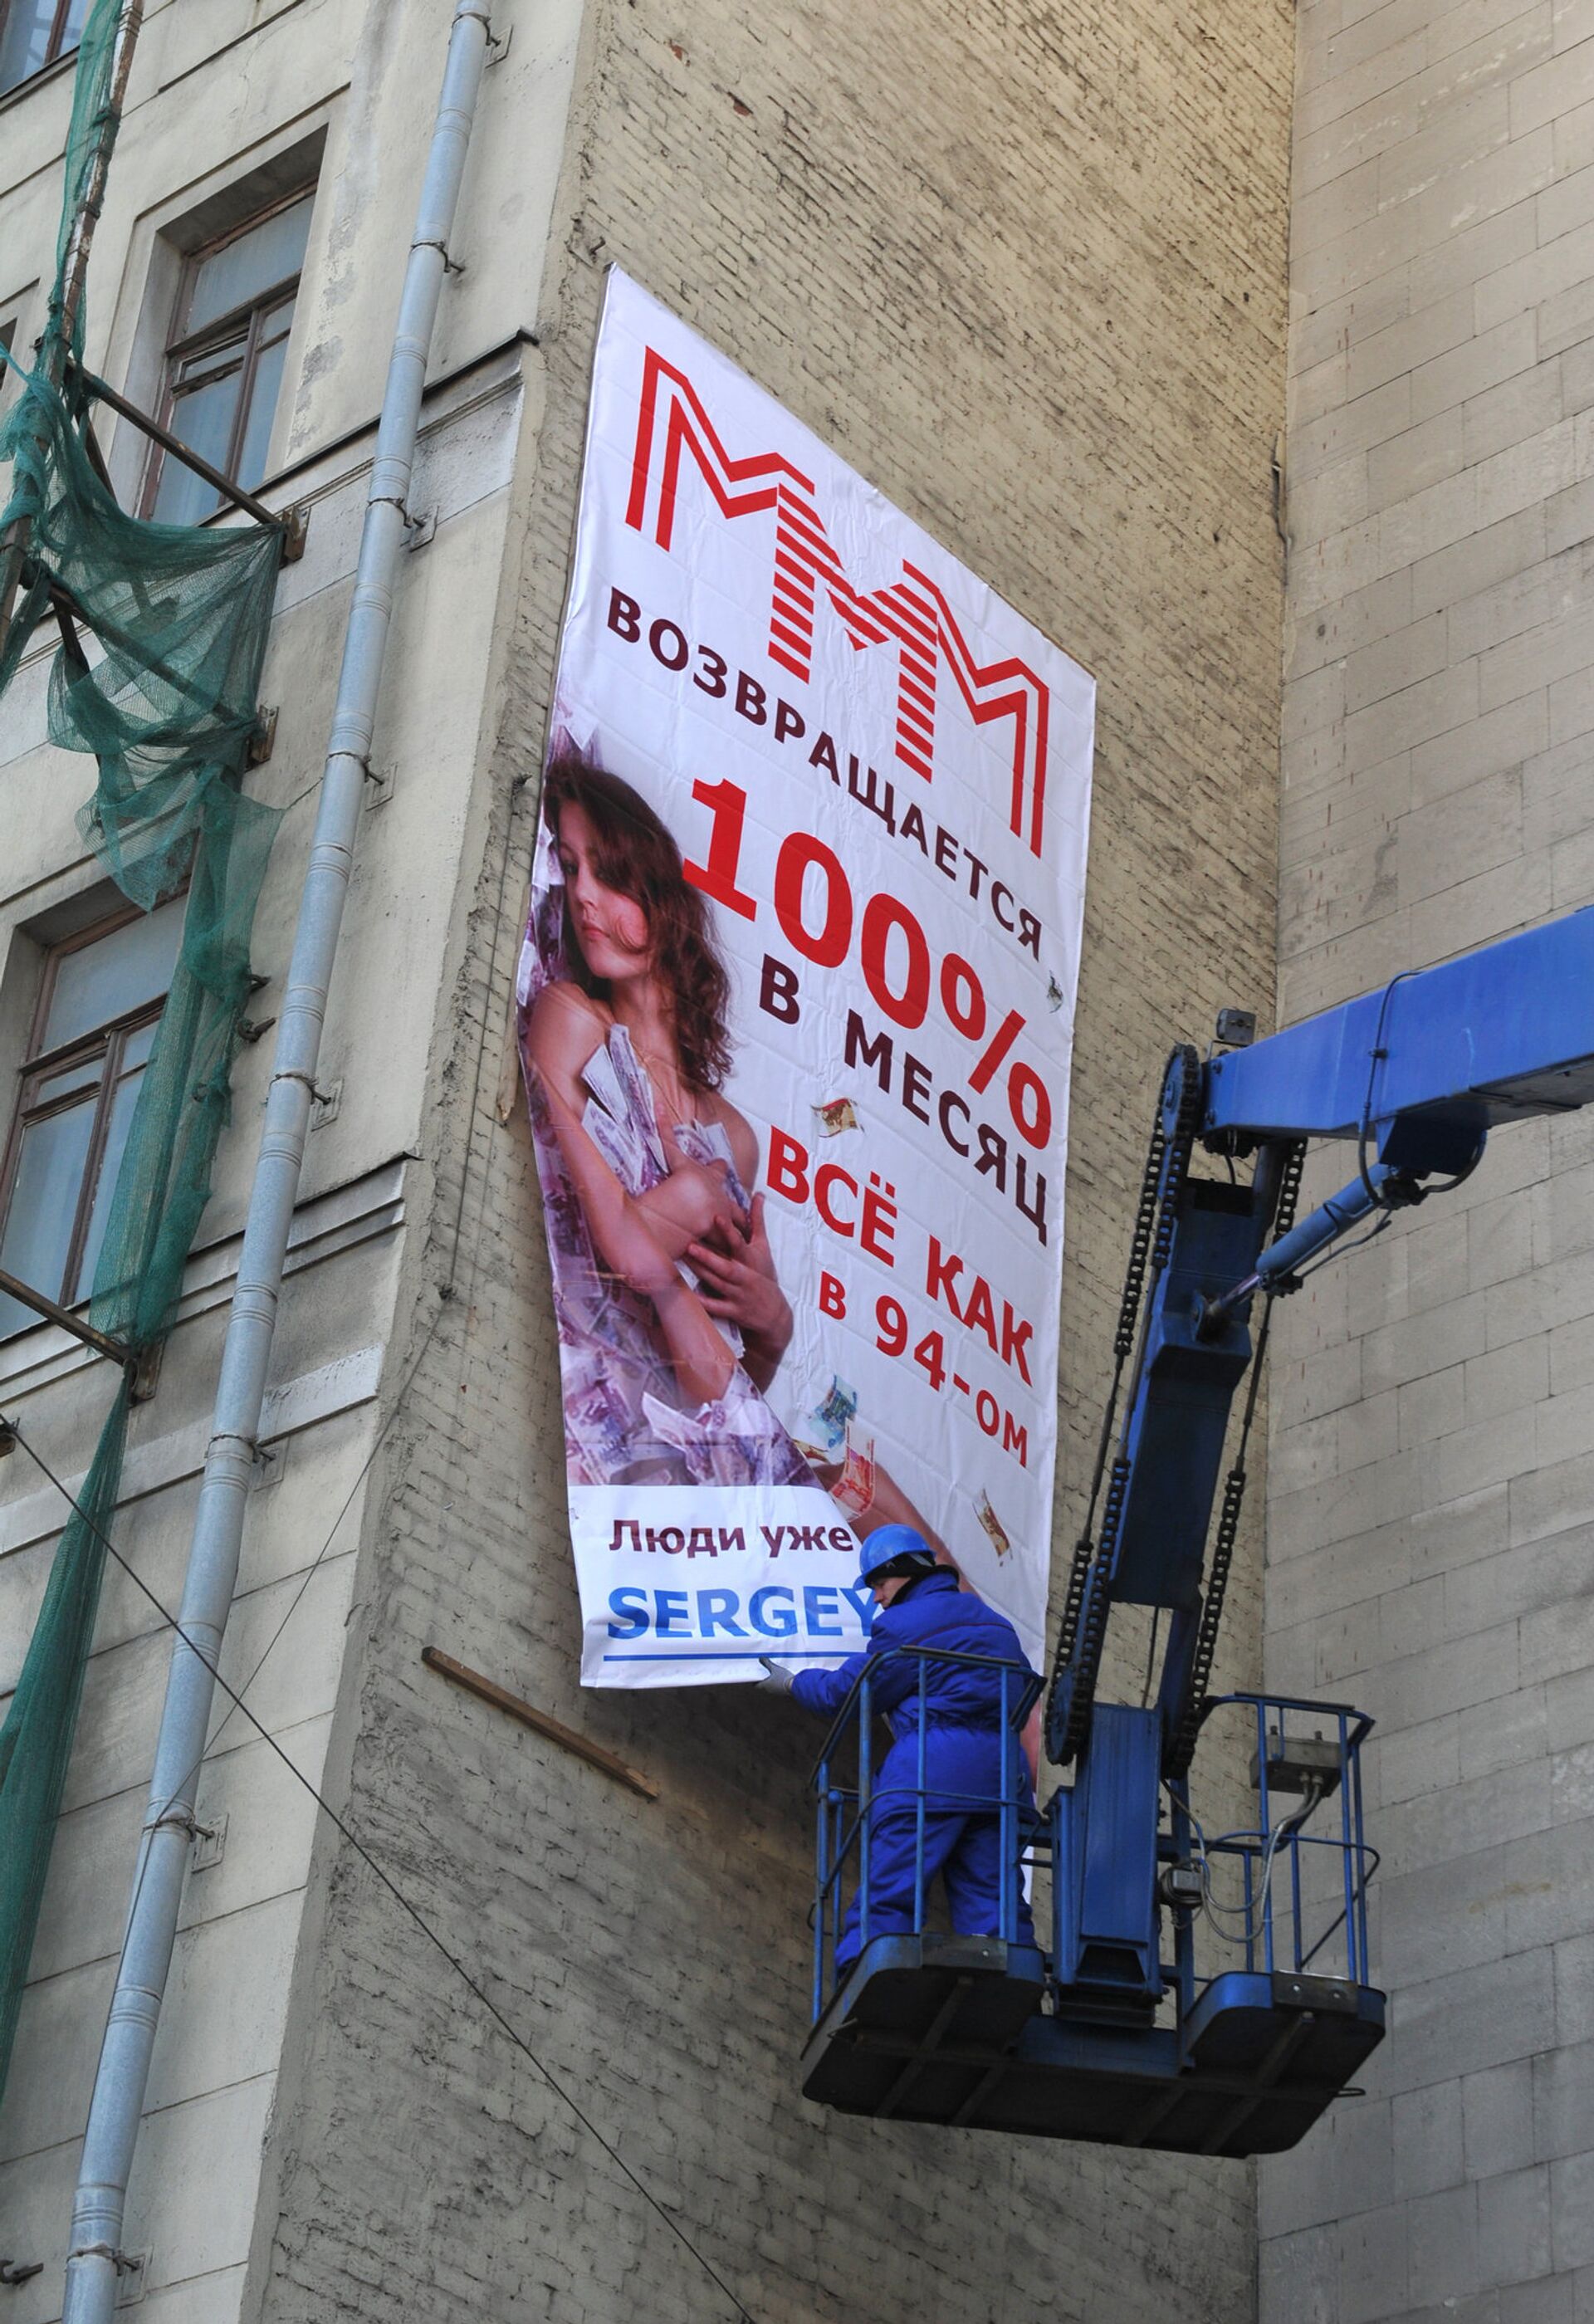 МММ
ВОЗВРАЩАЕТСЯ
100%
В МЕСЯЦ
ВСЁ КАК
в 94-ом
Люди уже
SERGEY